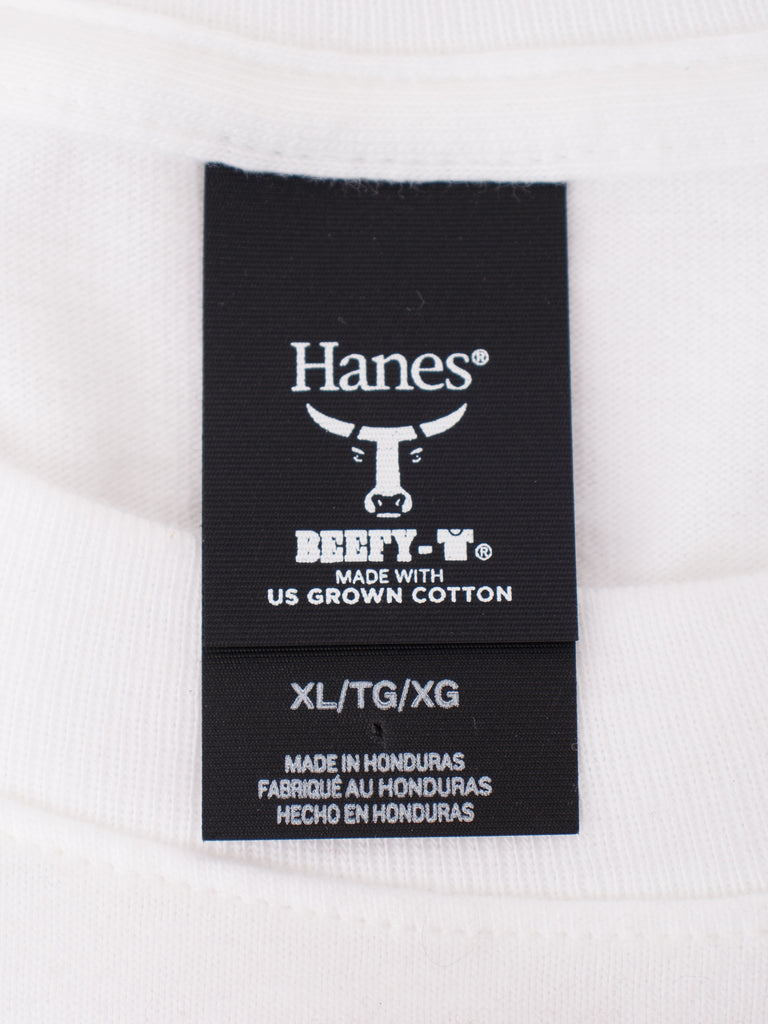 Hanes®
BEEFY-T®
MADE WITH
US GROWN COTTON
XL/TG/XG
MADE IN HONDURAS
FABRIQUÉ AU HONDURAS
HECHO EN HONDURAS